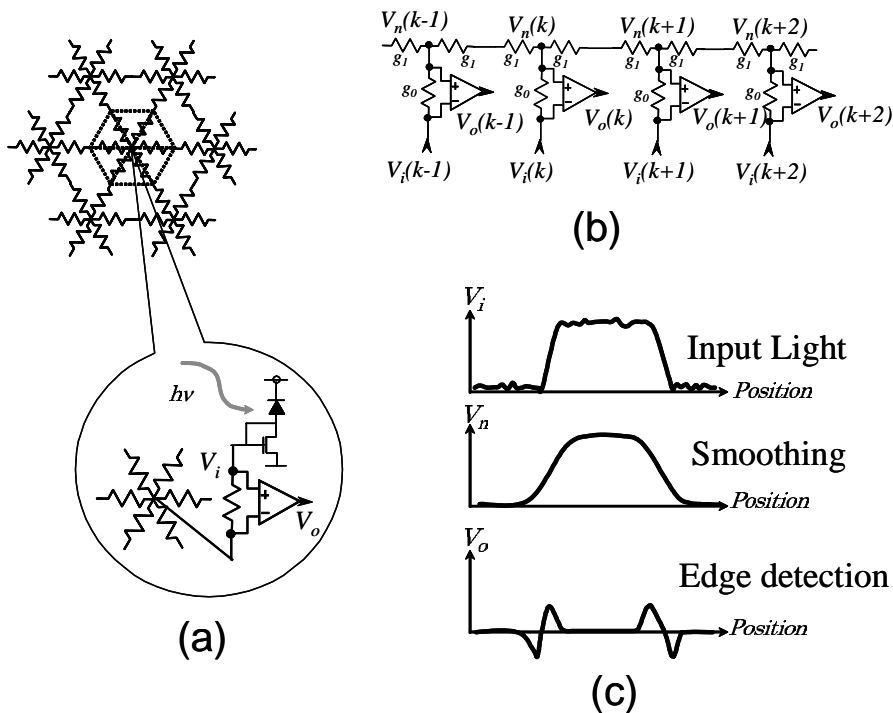 V_n(k-1) V_n(k) V_n(k+1) V_n(k+2)
g_1 g_1 g_1 g_1 g_1 g_1 g_1
g_0 + − g_0 + − g_0 + − g_0 + −
V_o(k-1) V_o(k) V_o(k+1) V_o(k+2)
V_i(k-1) V_i(k) V_i(k+1) V_i(k+2)
(b)
hν
V_i
+
−
V_o
(a)
V_i
Input Light
Position
V_n
Smoothing
Position
V_o
Edge detection
Position
(c)